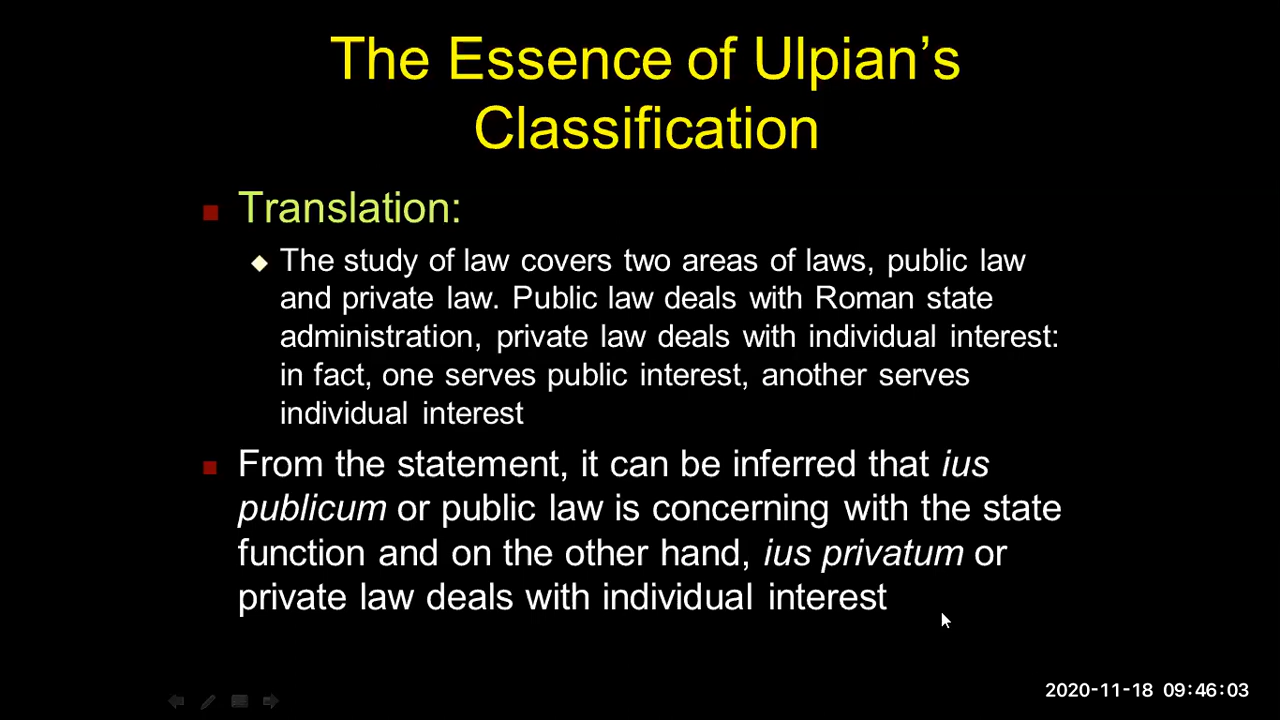 The Essence of Ulpian’s
Classification
Translation:
The study of law covers two areas of laws, public law
and private law. Public law deals with Roman state
administration, private law deals with individual interest:
in fact, one serves public interest, another serves
individual interest
From the statement, it can be inferred that ius
publicum or public law is concerning with the state
function and on the other hand, ius privatum or
private law deals with individual interest
2020-11-18 09:46:03